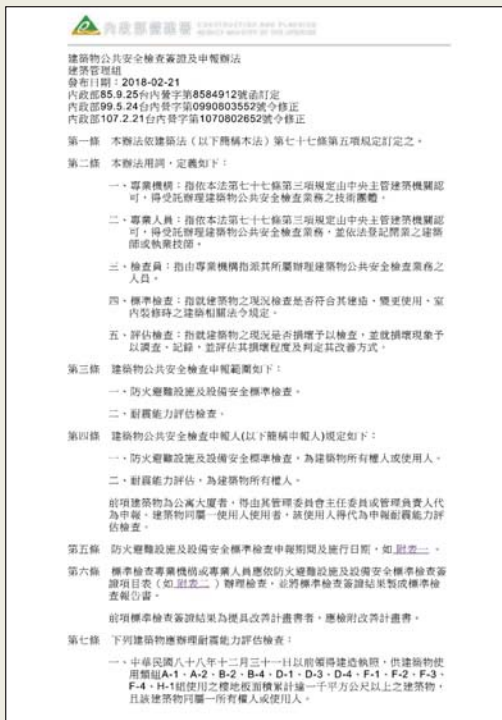 內政部營建署 CONSTRUCTION AND PLANNING
AGENCY MINISTRY OF THE INTERIOR
建築物公共安全檢查簽證及申報辦法
建築管理組
發布日期：2018-02-21
內政部85.9.25台內營字第8584912號函訂定
內政部99.5.24台內營字第0990803552號令修正
內政部107.2.21台內營字第1070802652號令修正
第一條 本辦法依建築法（以下簡稱本法）第七十七條第五項規定訂定之。
第二條 本辦法用詞，定義如下：
一、專業機構：指依本法第七十七條第三項規定由中央主管建築機關認
可，得受託辦理建築物公共安全檢查業務之技術團體。
二、專業人員：指依本法第七十七條第三項規定由中央主管建築機關認
可，得受託辦理建築物公共安全檢查業務，並依法登記開業之建築
師或執業技師。
三、檢查員：指由專業機構指派其所屬辦理建築物公共安全檢查業務之
人員。
四、標準檢查：指就建築物之現況檢查是否符合其建造、變更使用、室
內裝修時之建築相關法令規定。
五、評估檢查：指就建築物之現況是否損壞予以檢查，並就損壞現象予
以調查、記錄，並評估其損壞程度及判定其改善方式。
第三條 建築物公共安全檢查申報範圍如下：
一、防火避難設施及設備安全標準檢查。
二、耐震能力評估檢查。
第四條 建築物公共安全檢查申報人(以下簡稱申報人)規定如下：
一、防火避難設施及設備安全標準檢查，為建築物所有權人或使用人。
二、耐震能力評估，為建築物所有權人。
前項建築物為公寓大廈者，得由其管理委員會主任委員或管理負責人代
為申報。建築物同屬一使用人使用者，該使用人得代為申報耐震能力評
估檢查。
第五條 防火避難設施及設備安全標準檢查申報期間及施行日期，如 附表一 。
第六條 標準檢查專業機構或專業人員應依防火避難設施及設備安全標準檢查簽
證項目表（如 附表二 ）辦理檢查，並將標準檢查簽證結果製成標準檢
查報告書。
前項標準檢查簽證結果為提具改善計畫書者，應檢附改善計畫書。
第七條 下列建築物應辦理耐震能力評估檢查：
一、中華民國八十八年十二月三十一日以前領得建造執照，供建築物使
用類組A-1、A-2、B-2、B-4、D-1、D-3、D-4、F-1、F-2、F-3、
F-4、H-1組使用之樓地板面積累計達一千平方公尺以上之建築物，
且該建築物同屬一所有權人或使用人。